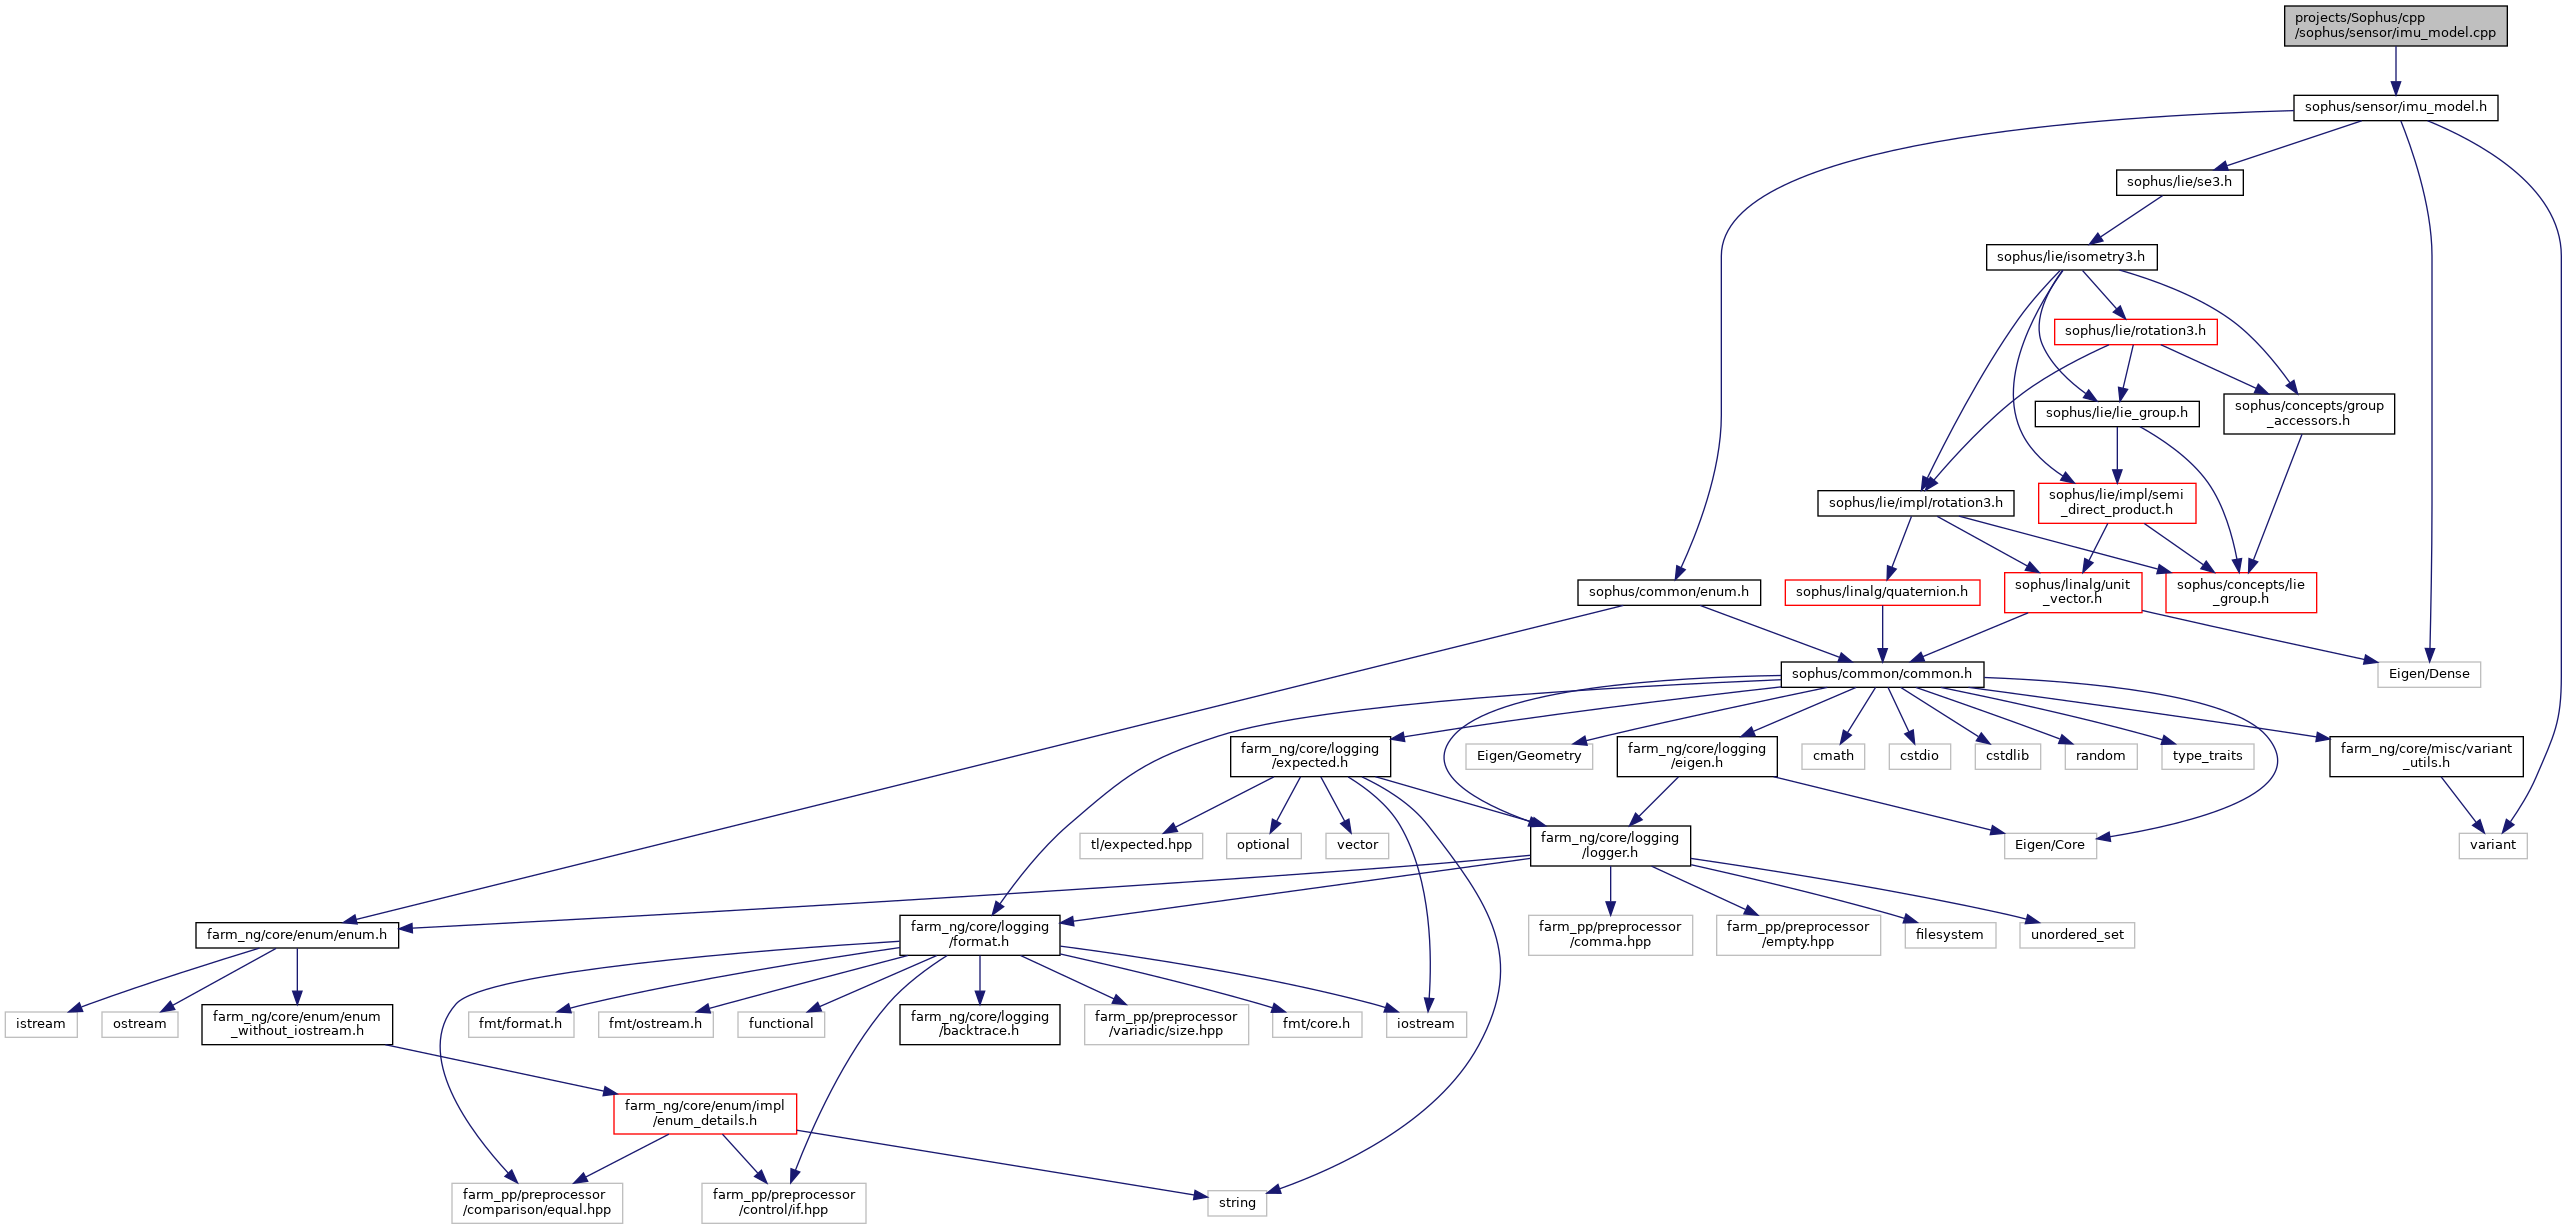 projects/Sophus/cpp
/sophus/sensor/imu_model.cpp
sophus/sensor/imu_model.h
sophus/lie/se3.h
sophus/lie/isometry3.h
sophus/lie/rotation3.h
sophus/lie/lie_group.h
sophus/concepts/group
_accessors.h
sophus/lie/impl/rotation3.h
sophus/lie/impl/semi
_direct_product.h
sophus/common/enum.h
sophus/linalg/quaternion.h
sophus/linalg/unit
_vector.h
sophus/concepts/lie
_group.h
sophus/common/common.h
Eigen/Dense
farm_ng/core/logging
/expected.h
Eigen/Geometry
farm_ng/core/logging
/eigen.h
cmath
cstdio
cstdlib
random
type_traits
farm_ng/core/misc/variant
_utils.h
tl/expected.hpp
optional
vector
farm_ng/core/logging
/logger.h
Eigen/Core
variant
farm_ng/core/enum/enum.h
farm_ng/core/logging
/format.h
farm_pp/preprocessor
/comma.hpp
farm_pp/preprocessor
/empty.hpp
filesystem
unordered_set
istream
ostream
farm_ng/core/enum/enum
_without_iostream.h
fmt/format.h
fmt/ostream.h
functional
farm_ng/core/logging
/backtrace.h
farm_pp/preprocessor
/variadic/size.hpp
fmt/core.h
iostream
farm_ng/core/enum/impl
/enum_details.h
farm_pp/preprocessor
/comparison/equal.hpp
farm_pp/preprocessor
/control/if.hpp
string